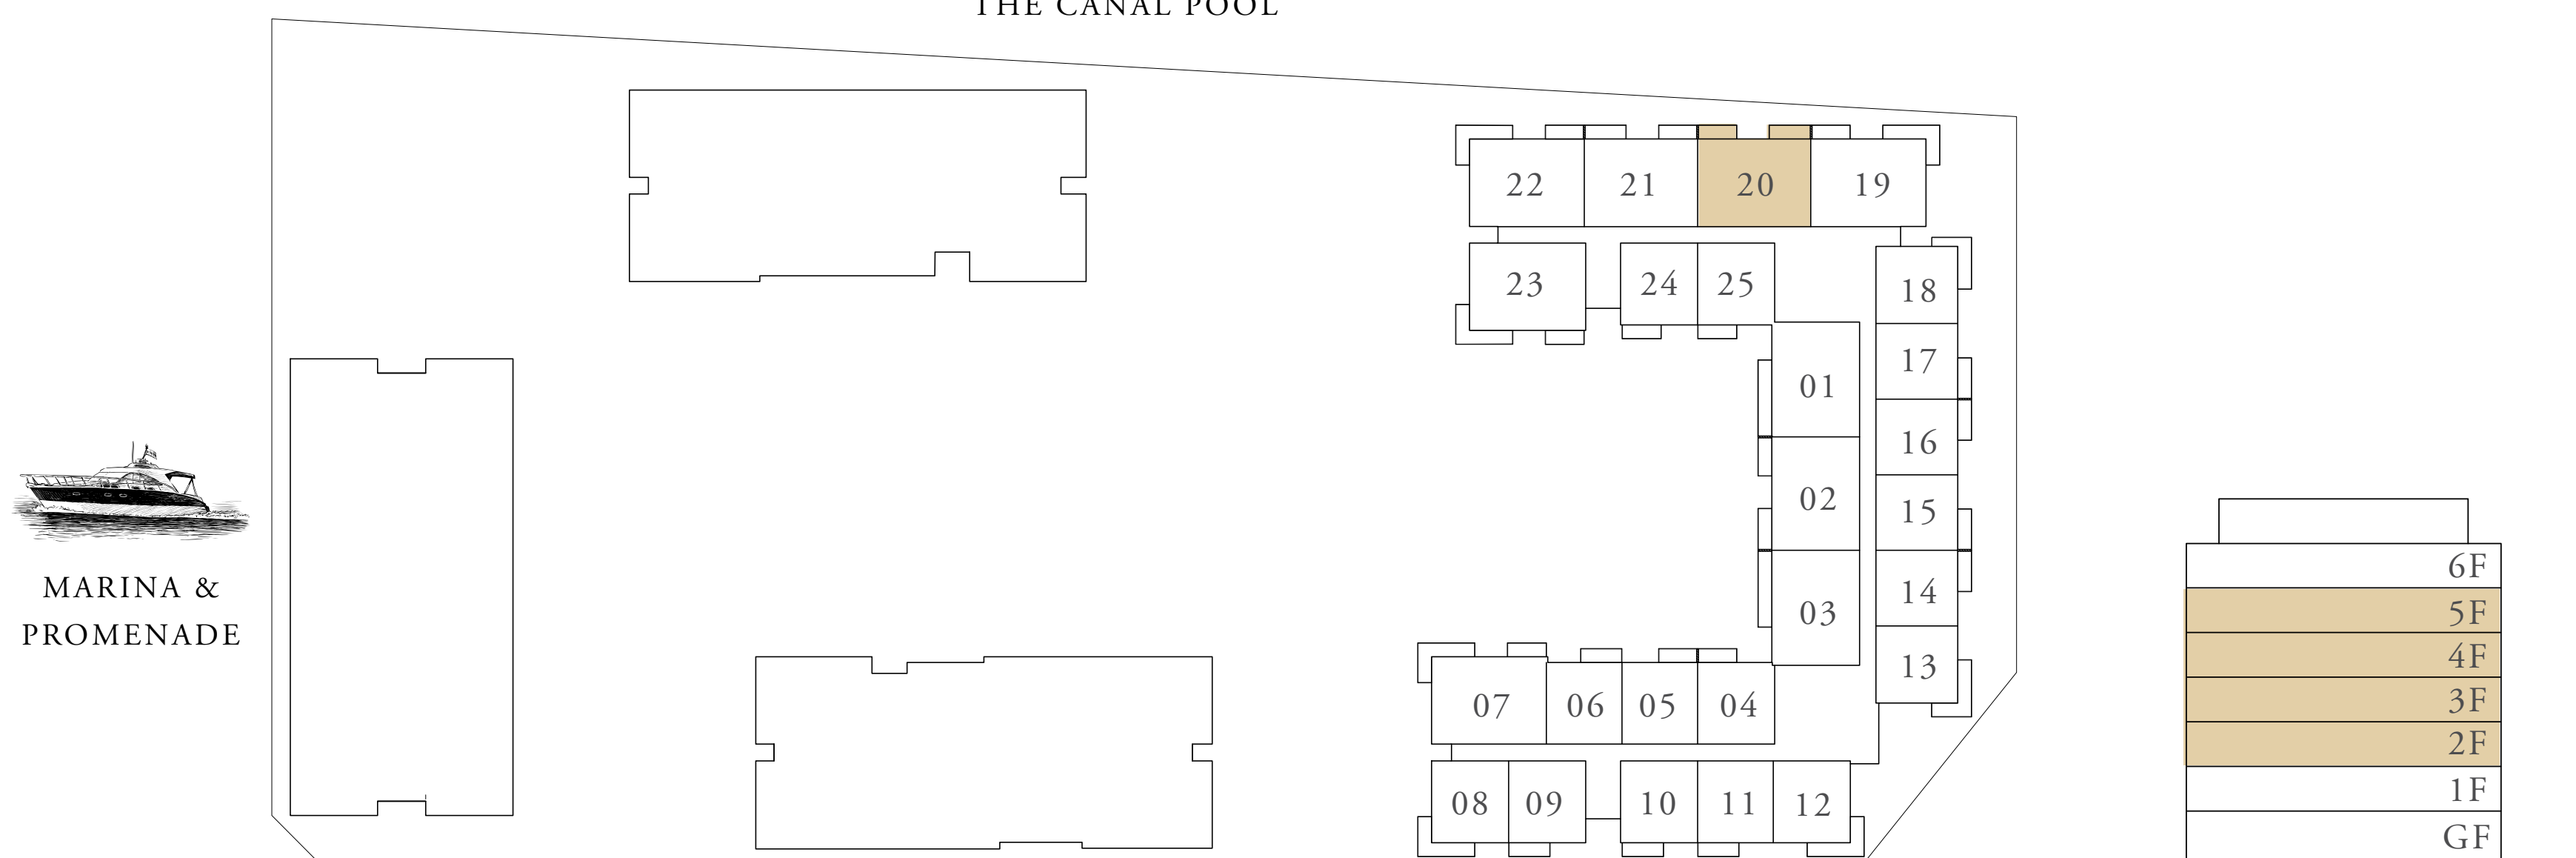 THE CANAL POOL
22 21 20 19
23 24 25 18
17
01
16
02
15
14
03
13
07 06 05 04
08 09 10 11 12
MARINA &
PROMENADE
6F
5F
4F
3F
2F
1F
GF